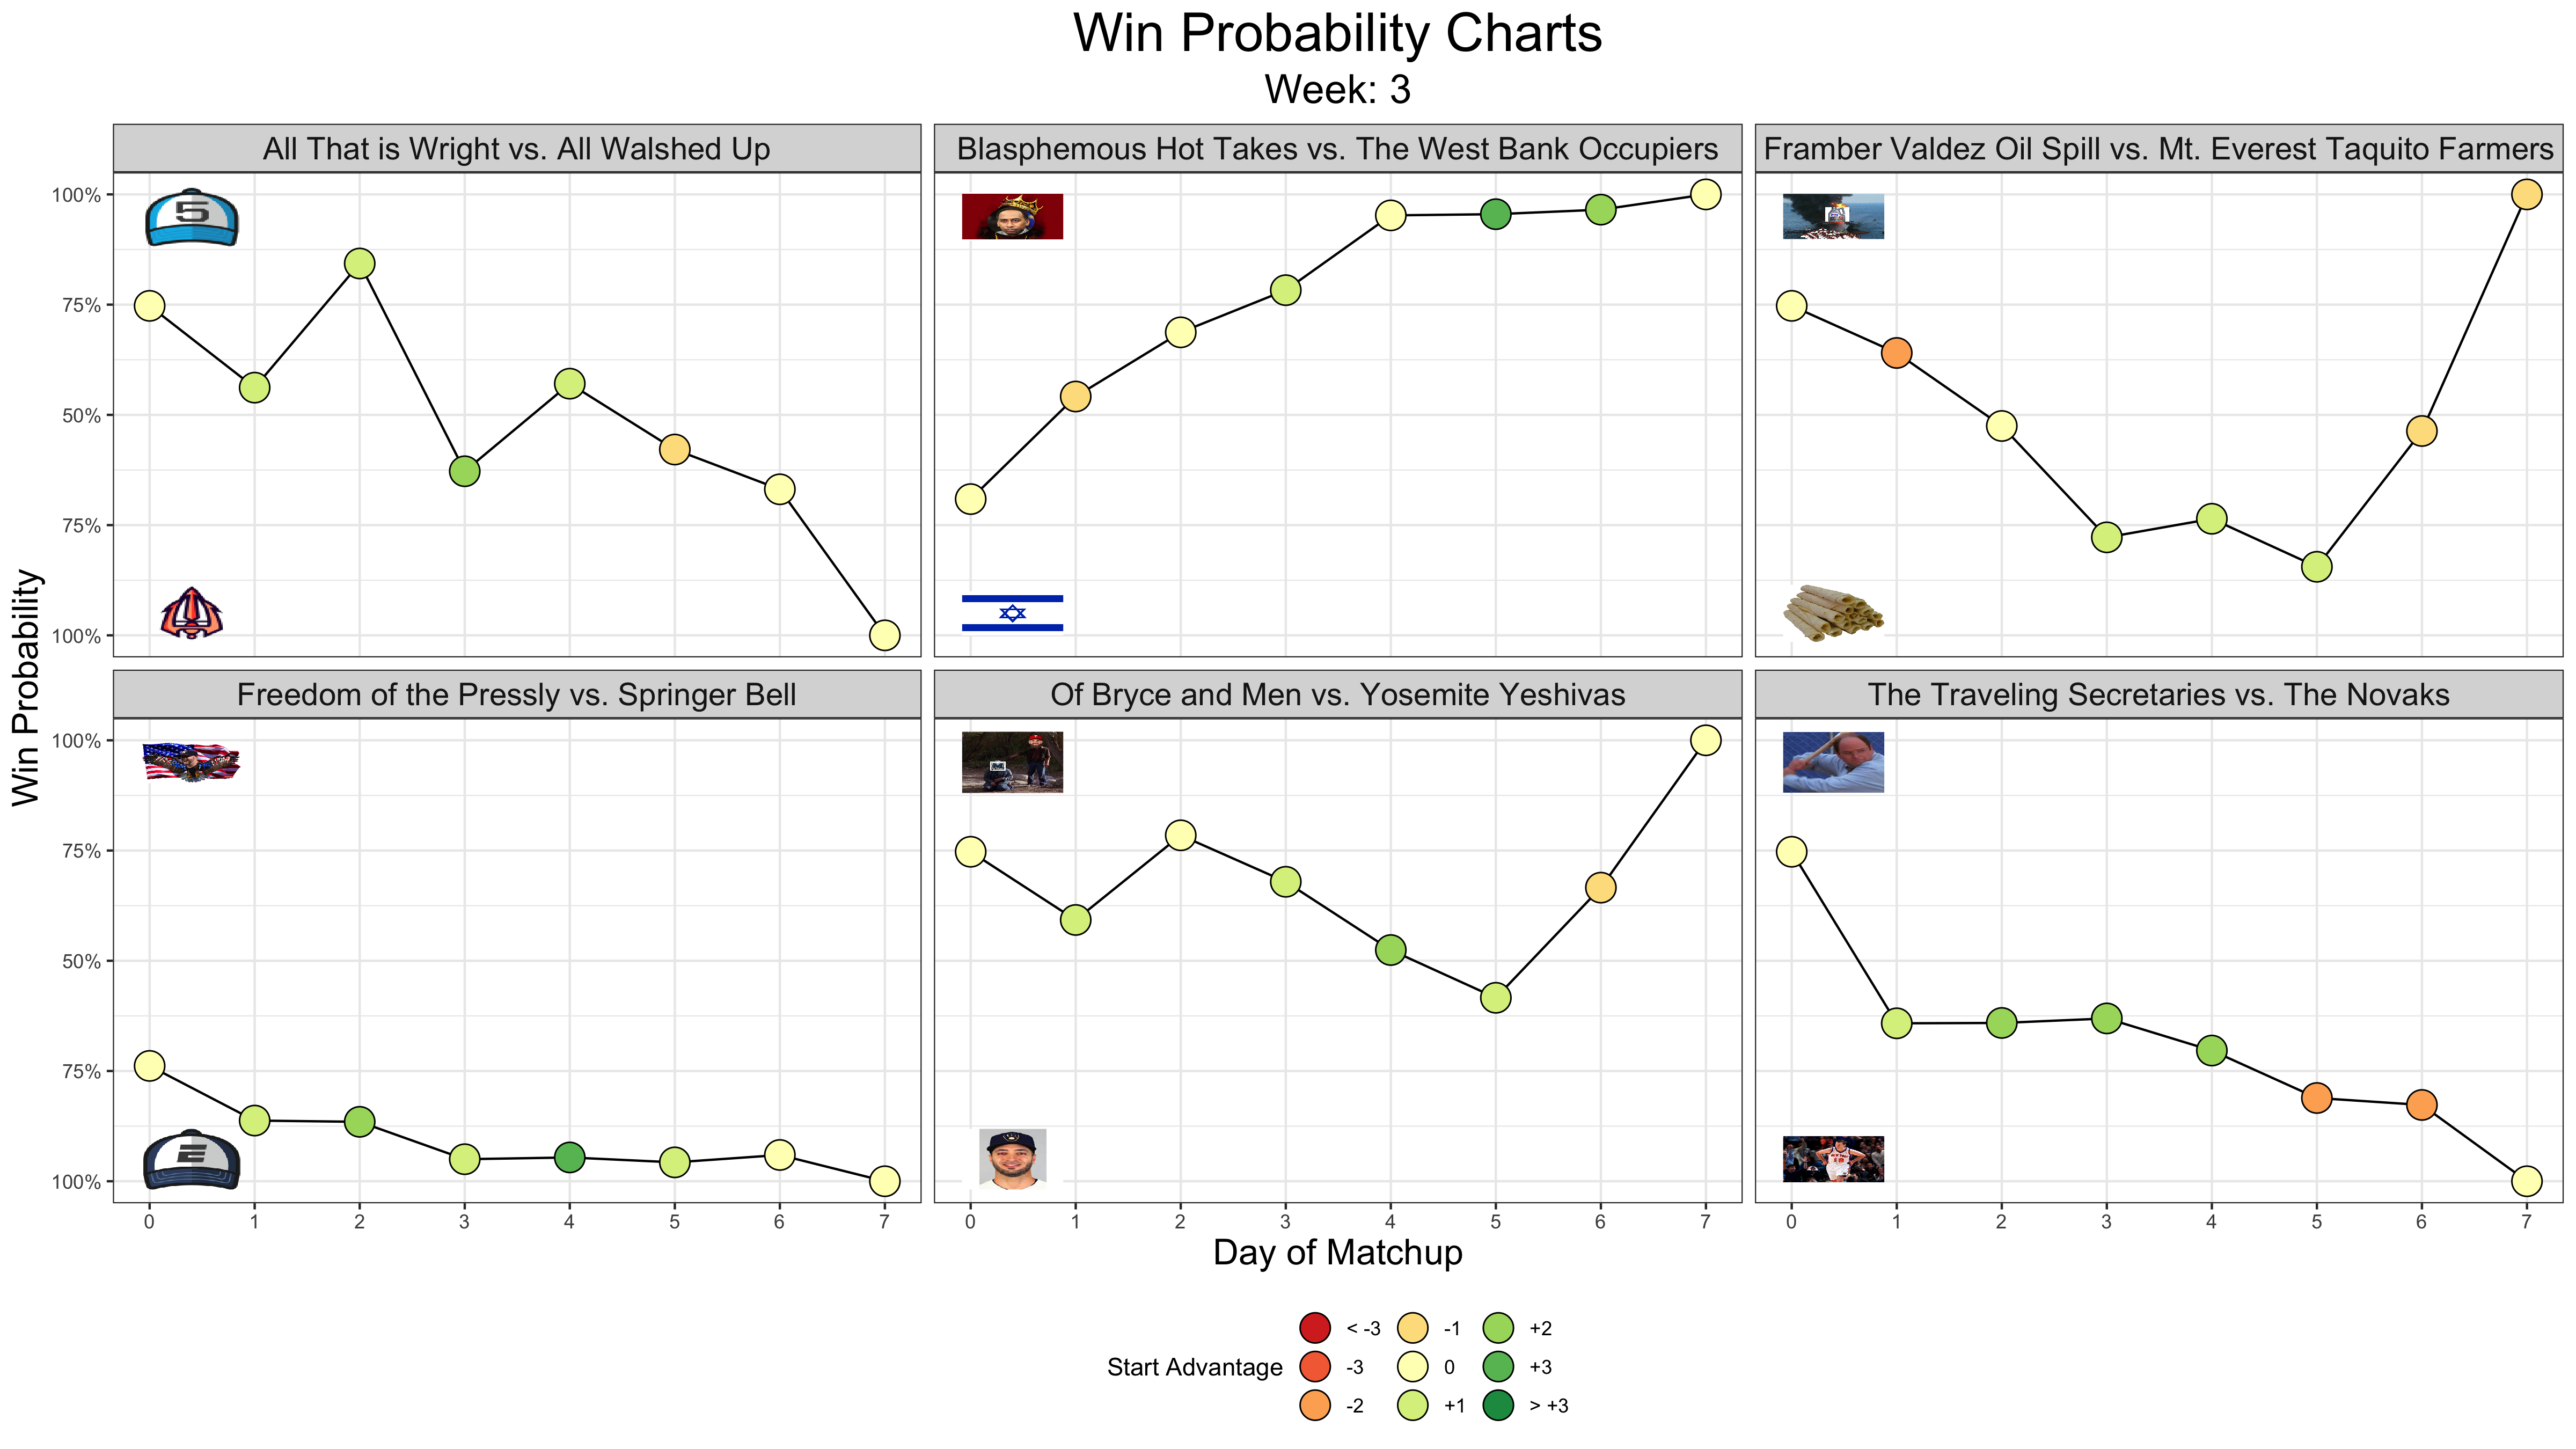 Win Probability Charts
Week: 3
All That is Wright vs. All Walshed Up
Blasphemous Hot Takes vs. The West Bank Occupiers
Framber Valdez Oil Spill vs. Mt. Everest Taquito Farmers
100%
75%
50%
75%
100%
5
Win Probability
Freedom of the Pressly vs. Springer Bell
Of Bryce and Men vs. Yosemite Yeshivas
The Traveling Secretaries vs. The Novaks
100%
75%
50%
75%
100%
E
0 1 2 3 4 5 6 7
0 1 2 3 4 5 6 7
0 1 2 3 4 5 6 7
Day of Matchup
Start Advantage
< -3
-3
-2
-1
0
+1
+2
+3
> +3